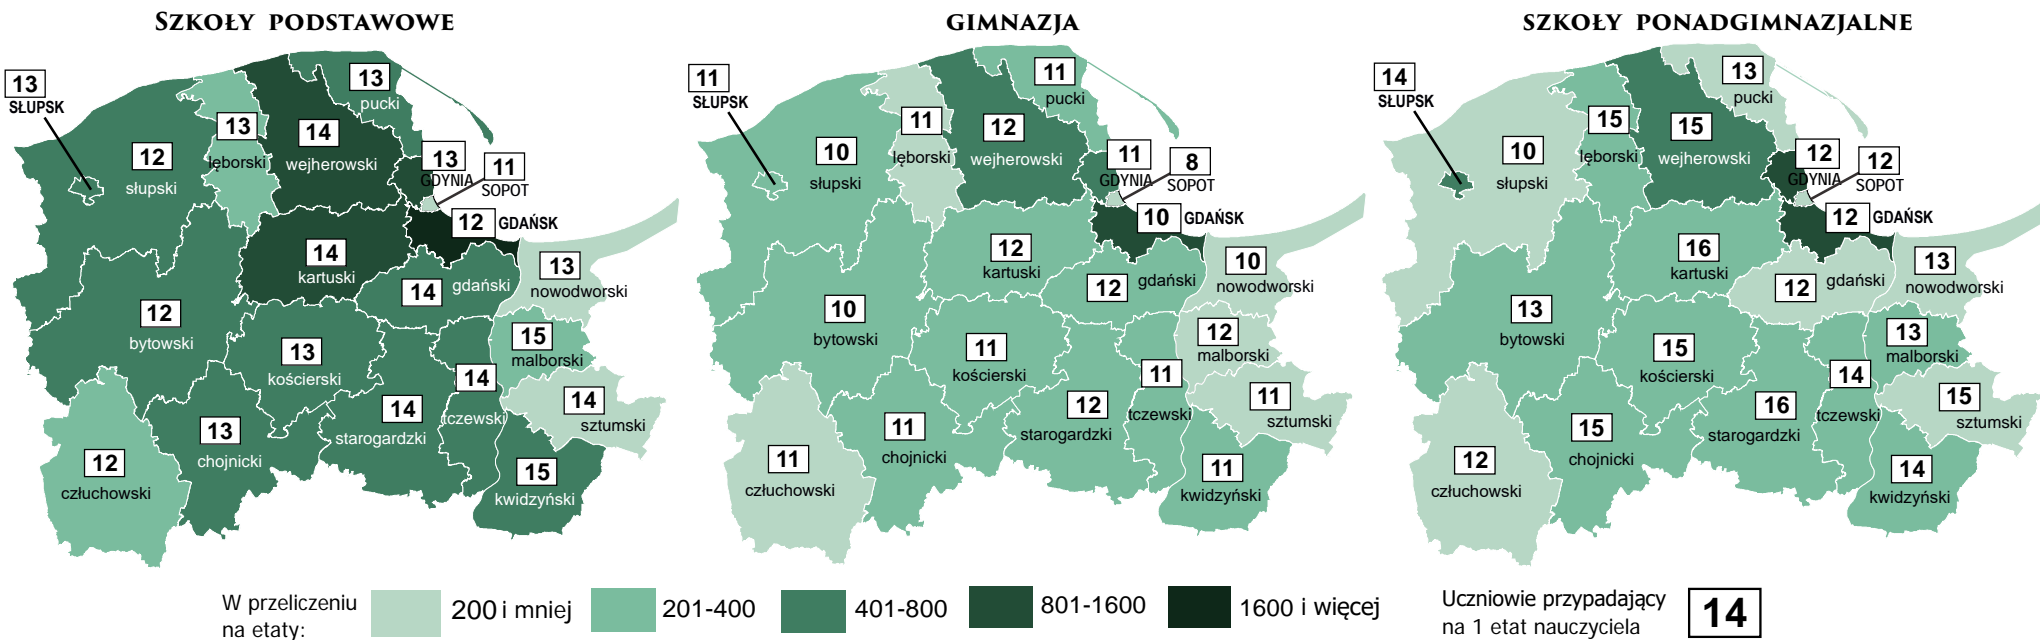 SZKOŁY PODSTAWOWE
13
SŁUPSK
12
słupski
13
lęborski
14
wejherowski
13
pucki
13
GDYNIA
11
SOPOT
12 GDAŃSK
14
kartuski
14
gdański
13
nowodworski
12
bytowski
13
kościerski
15
malborski
14
tczewski
14
starogardzki
14
sztumski
13
chojnicki
12
człuchowski
15
kwidzyński
GIMNAZJA
11
SŁUPSK
10
słupski
11
lęborski
12
wejherowski
11
pucki
11
GDYNIA
8
SOPOT
10 GDAŃSK
12
kartuski
12
gdański
10
nowodworski
10
bytowski
11
kościerski
12
malborski
11
tczewski
12
starogardzki
11
sztumski
11
chojnicki
11
człuchowski
11
kwidzyński
SZKOŁY PONADGIMNAZJALNE
14
SŁUPSK
10
słupski
15
lęborski
15
wejherowski
13
pucki
12
GDYNIA
12
SOPOT
12 GDAŃSK
16
kartuski
12
gdański
13
nowodworski
13
bytowski
15
kościerski
13
malborski
14
tczewski
16
starogardzki
15
sztumski
15
chojnicki
12
człuchowski
14
kwidzyński
W przeliczeniu
na etaty:
200 i mniej
201-400
401-800
801-1600
1600 i więcej
Uczniowie przypadający
na 1 etat nauczyciela
14